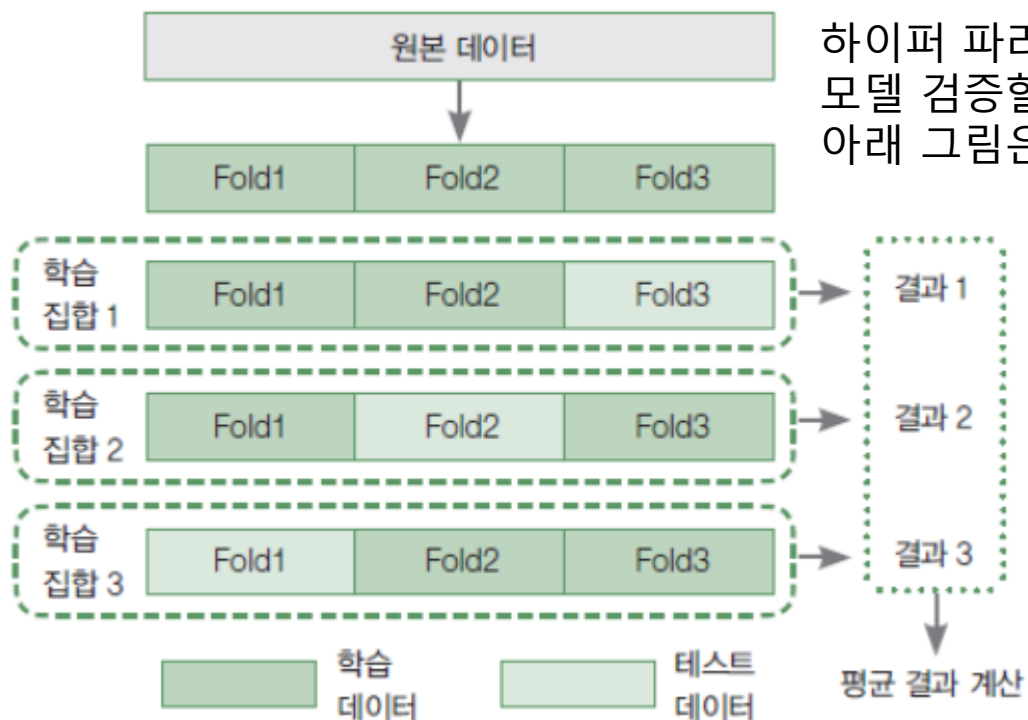 원본 데이터
하이퍼
모델 검증할
아래 그림은
Fold1 Fold2 Fold3
학습
집합 1
Fold1 Fold2 Fold3
결과 1
학습
집합 2
Fold1 Fold2 Fold3
결과 2
학습
집합 3
Fold1 Fold2 Fold3
결과 3
학습
데이터
테스트
데이터
평균 결과 계산